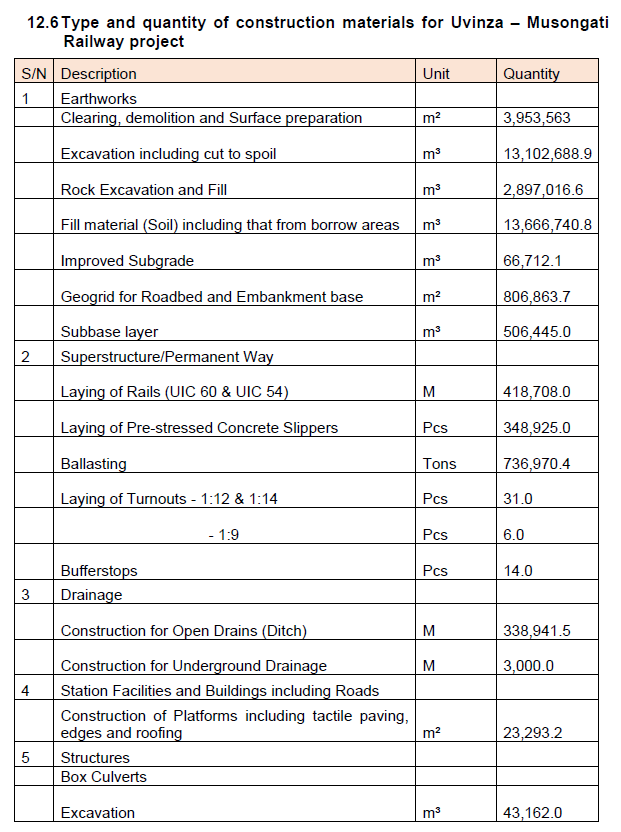 12.6 Type and quantity of construction materials for Uvinza – Musongati
Railway project
S/N Description Unit Quantity
1 Earthworks
Clearing, demolition and Surface preparation m² 3,953,563
Excavation including cut to spoil m³ 13,102,688.9
Rock Excavation and Fill m³ 2,897,016.6
Fill material (Soil) including that from borrow areas m³ 13,666,740.8
Improved Subgrade m³ 66,712.1
Geogrid for Roadbed and Embankment base m² 806,863.7
Subbase layer m³ 506,445.0
2 Superstructure/Permanent Way
Laying of Rails (UIC 60 & UIC 54) M 418,708.0
Laying of Pre-stressed Concrete Slippers Pcs 348,925.0
Ballasting Tons 736,970.4
Laying of Turnouts - 1:12 & 1:14 Pcs 31.0
- 1:9 Pcs 6.0
Bufferstops Pcs 14.0
3 Drainage
Construction for Open Drains (Ditch) M 338,941.5
Construction for Underground Drainage M 3,000.0
4 Station Facilities and Buildings including Roads
Construction of Platforms including tactile paving,
edges and roofing m² 23,293.2
5 Structures
Box Culverts
Excavation m³ 43,162.0